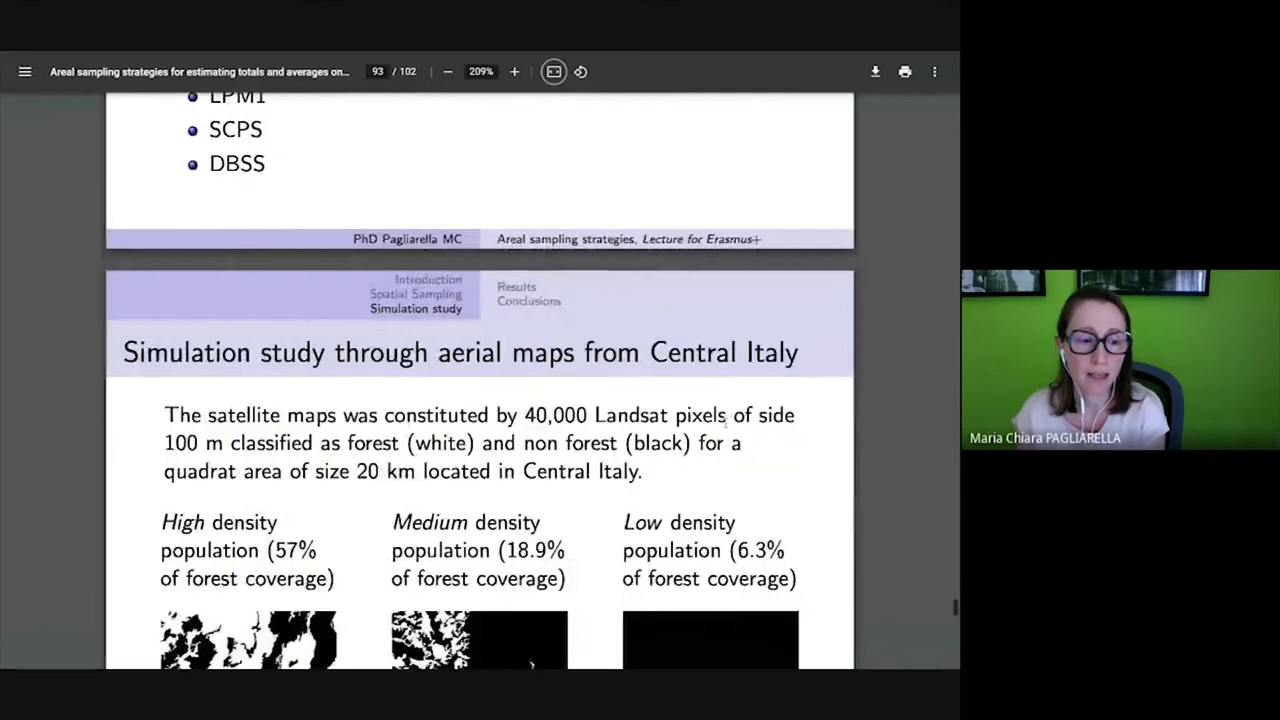 Areal sampling strategies for estimating totals and averages on... 93 / 102 209%
LPM1
SCPS
DBSS
PhD Pagliarella MC Areal sampling strategies, Lecture for Erasmus+
Introduction
Spatial Sampling
Simulation study
Results
Conclusions
Simulation study through aerial maps from Central Italy
The satellite maps was constituted by 40,000 Landsat pixels of side
100 m classified as forest (white) and non forest (black) for a
quadrat area of size 20 km located in Central Italy.
High density
population (57%
of forest coverage)
Medium density
population (18.9%
of forest coverage)
Low density
population (6.3%
of forest coverage)
Maria Chiara PAGLIARELLA